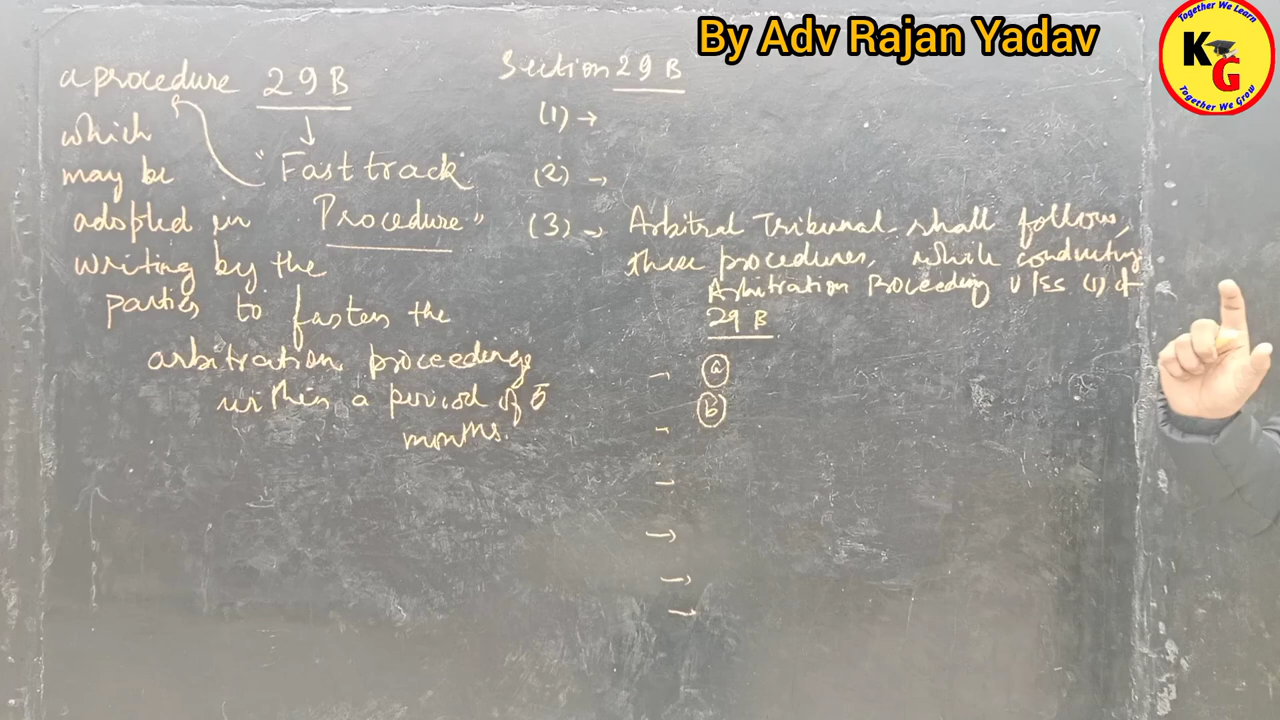 By Adv Rajan Yadav
Together We Learn
KG
Together We Grow
a procedure 29 B
which
may be "Fast track
adopted in Procedure"
writing by the
parties to fasten the
arbitration proceedings
within a period of 6
months.
Section 29 B
(1) →
(2) →
(3) → Arbitral Tribunal shall follow,
these procedures, while conducting
Arbitration Proceeding U/SS (1) of
29 B
→ (a)
→ (b)